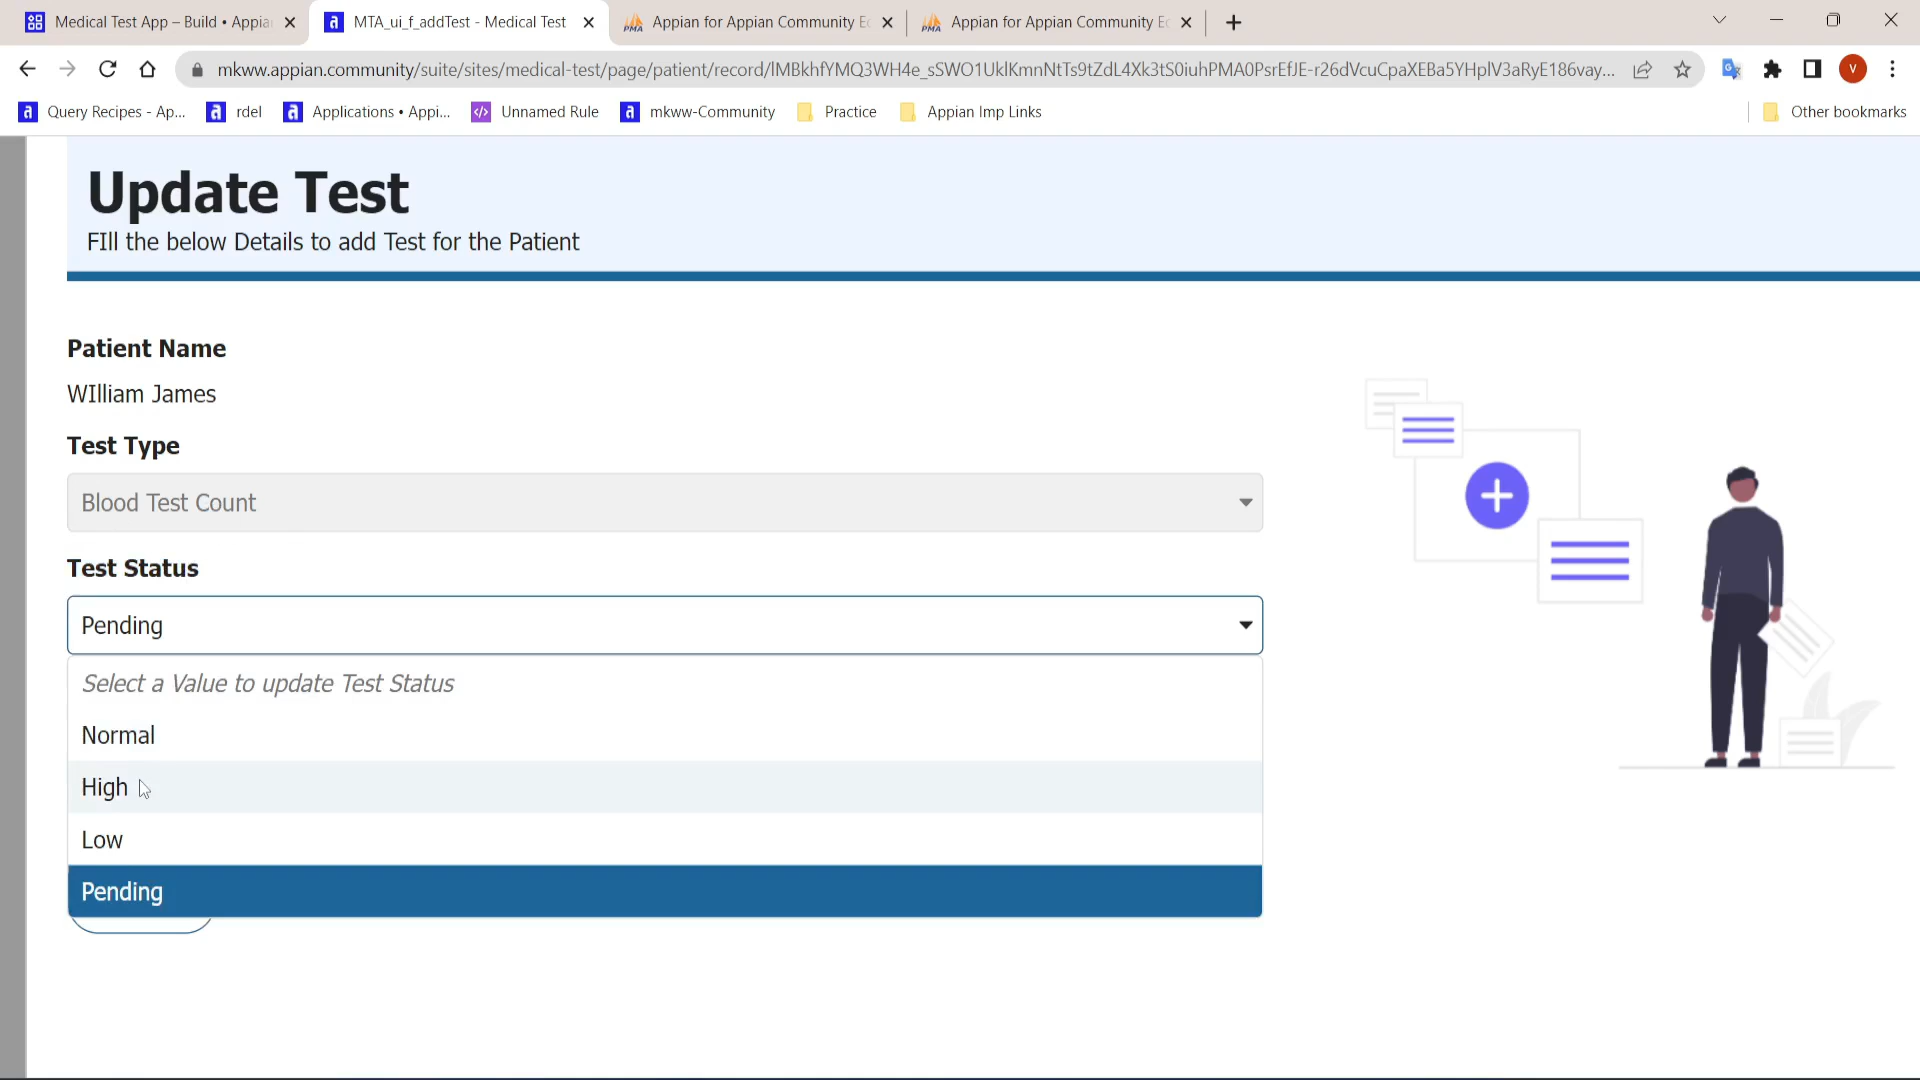 Medical Test App – Build • Appia
MTA_ui_f_addTest - Medical Test
PMA Appian for Appian Community Ec
PMA Appian for Appian Community Ec
mkww.appian.community/suite/sites/medical-test/page/patient/record/lMBkhfYMQ3WH4e_sSWO1UklKmnNtTs9tZdL4Xk3tS0iuhPMA0PsrEfJE-r26dVcuCpaXEBa5YHplV3aRyE186vay...
V
Query Recipes - Ap...
rdel
Applications • Appi...
Unnamed Rule
mkww-Community
Practice
Appian Imp Links
Other bookmarks
Update Test
FIll the below Details to add Test for the Patient
Patient Name
WIlliam James
Test Type
Blood Test Count
Test Status
Pending
Select a Value to update Test Status
Normal
High
Low
Pending